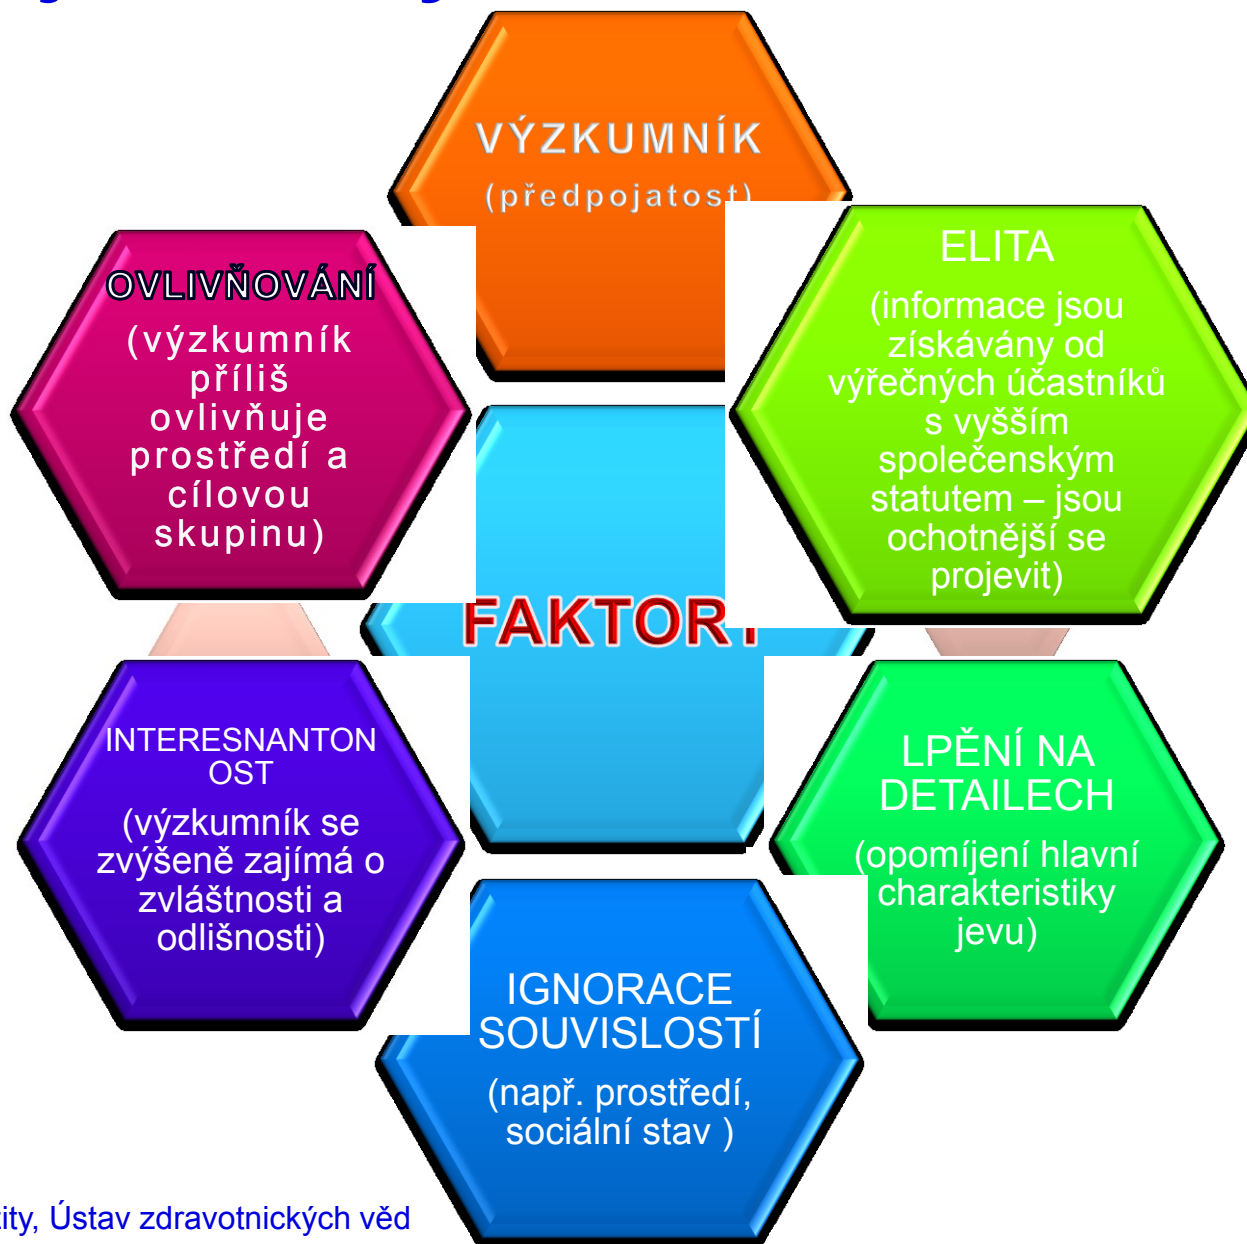 VÝZKUMNÍK
(předpojatost)
ELITA
(informace jsou
získávány od
výřečných účastníků
s vyšším
společenským
statutem – jsou
ochotnější se
projevit)
OVLIVŇOVÁNÍ
(výzkumník
příliš
ovlivňuje
prostředí a
cílovou
skupinu)
FAKTORY
INTERESNANTON
OST
(výzkumník se
zvýšeně zajímá o
zvláštnosti a
odlišnosti)
LPĚNÍ NA
DETAILECH
(opomíjení hlavní
charakteristiky
jevu)
IGNORACE
SOUVISLOSTÍ
(např. prostředí,
sociální stav )
ity, Ústav zdravotnických věd